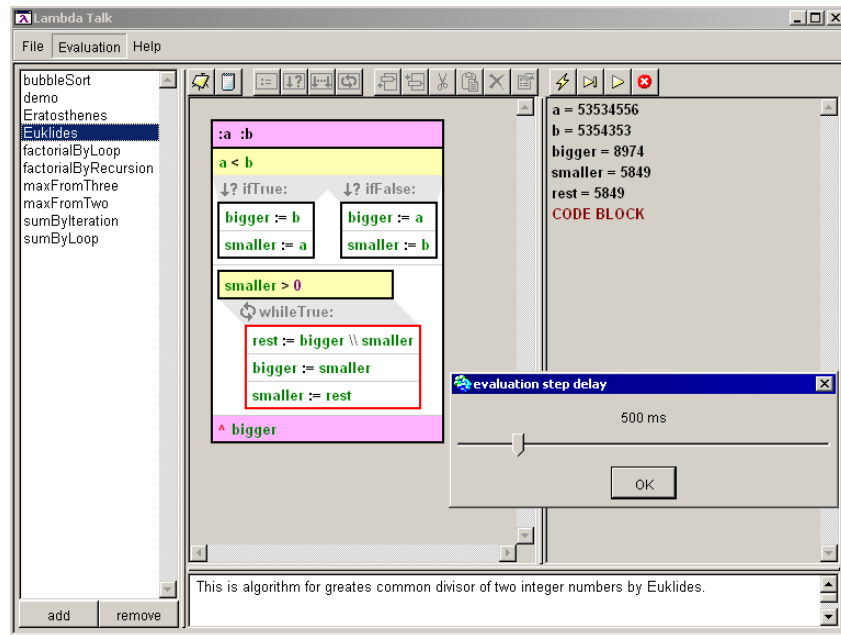 Lambda Talk
File Evaluation Help
bubbleSort
demo
Eratosthenes
Euklides
factorialByLoop
factorialByRecursion
maxFromThree
maxFromTwo
sumByIteration
sumByLoop
add remove
:a :b
a < b
↓? ifTrue: ↓? ifFalse:
bigger := b bigger := a
smaller := a smaller := b
smaller > 0
whileTrue:
rest := bigger \\ smaller
bigger := smaller
smaller := rest
^ bigger
a = 53534556
b = 5354353
bigger = 8974
smaller = 5849
rest = 5849
CODE BLOCK
evaluation step delay
500 ms
OK
This is algorithm for greates common divisor of two integer numbers by Euklides.